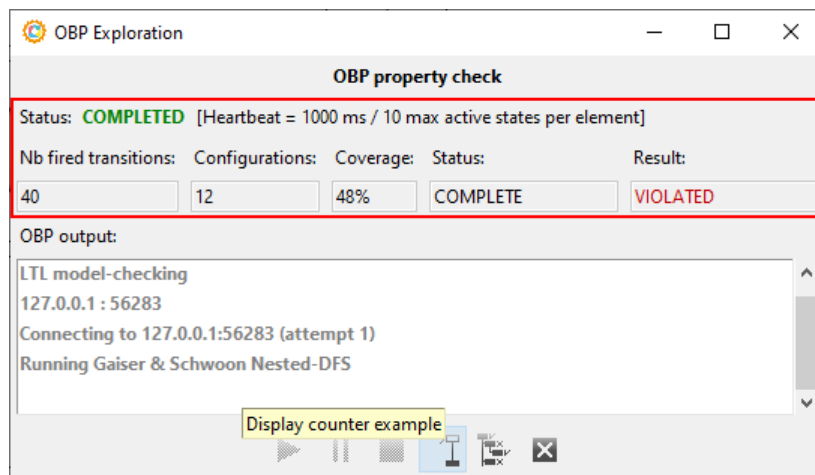 OBP Exploration
OBP property check
Status: COMPLETED [Heartbeat = 1000 ms / 10 max active states per element]
Nb fired transitions: Configurations: Coverage: Status: Result:
40 12 48% COMPLETE VIOLATED
OBP output:
LTL model-checking
127.0.0.1 : 56283
Connecting to 127.0.0.1:56283 (attempt 1)
Running Gaiser & Schwoon Nested-DFS
Display counter example